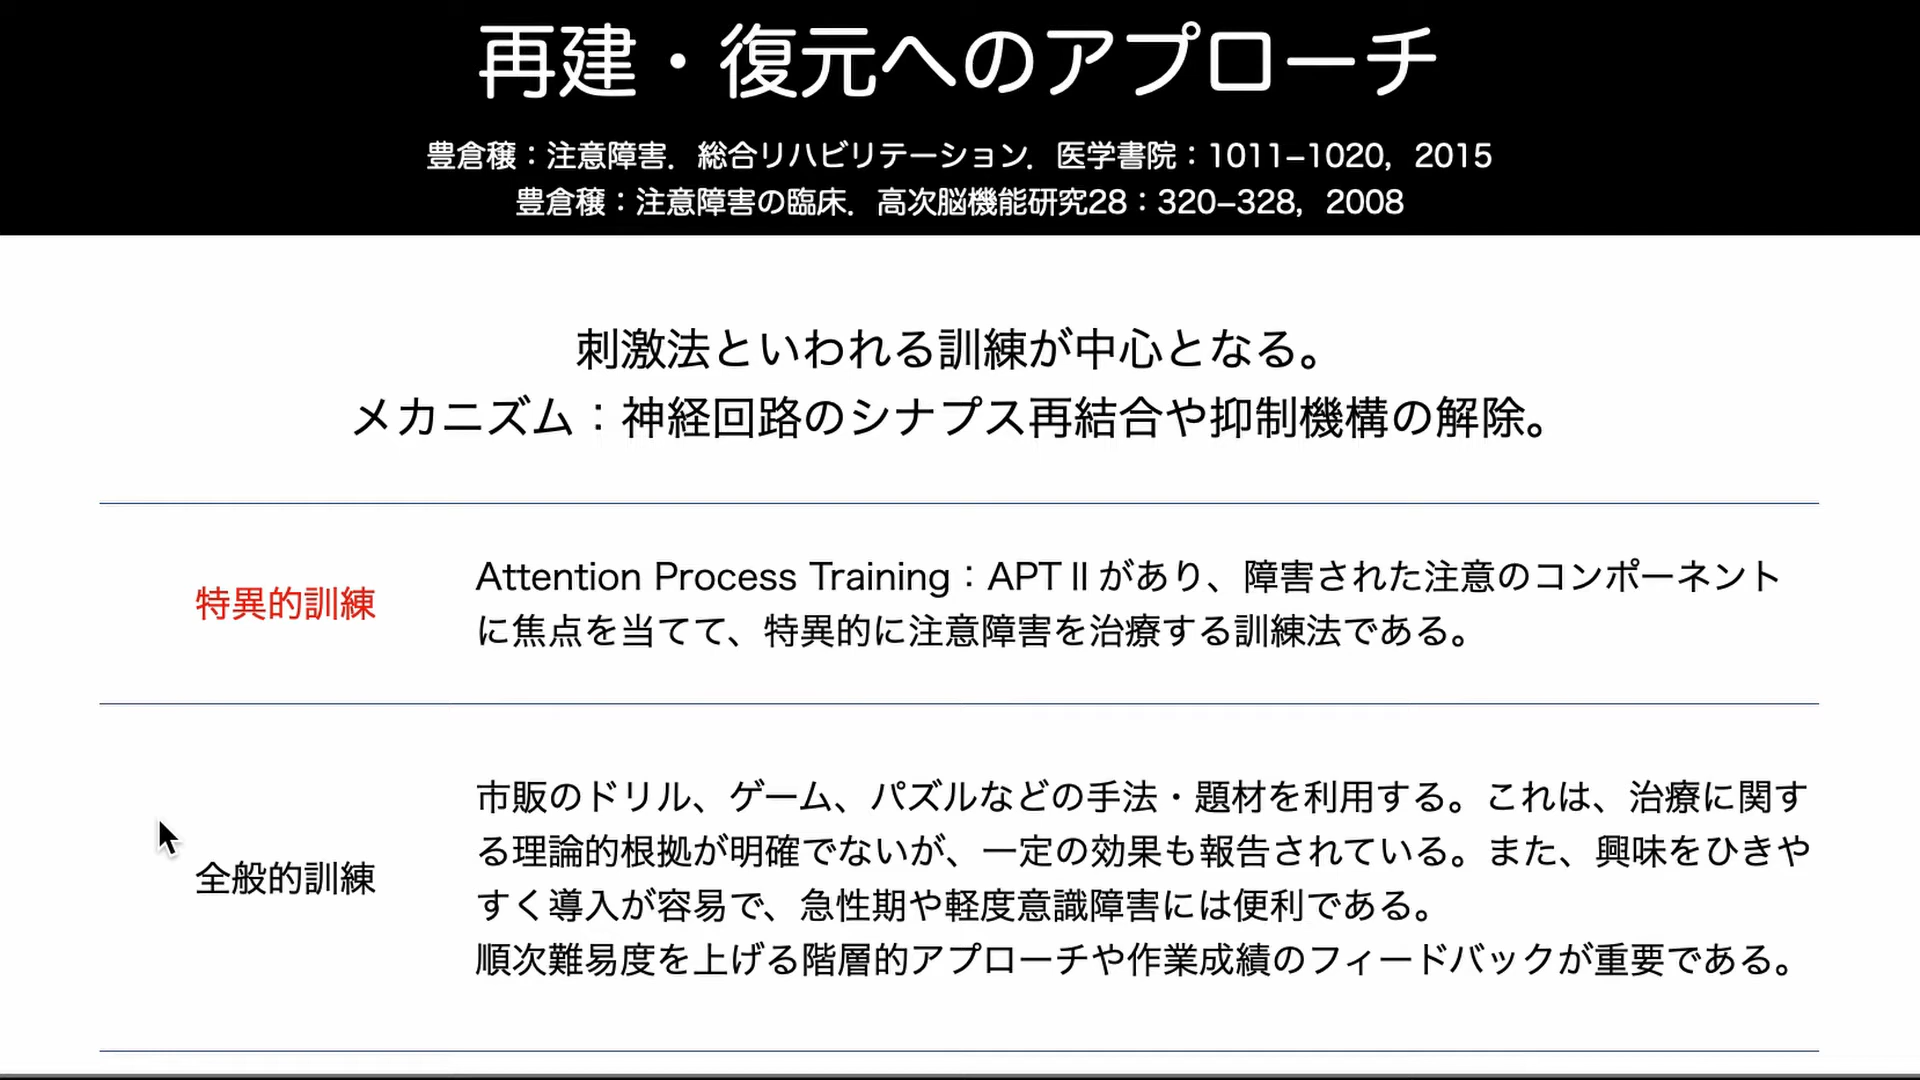 再建・復元へのアプローチ
豊倉穣：注意障害．総合リハビリテーション．医学書院：1011–1020，2015
豊倉穣：注意障害の臨床．高次脳機能研究28：320–328，2008
刺激法といわれる訓練が中心となる。
メカニズム：神経回路のシナプス再結合や抑制機構の解除。
特異的訓練
Attention Process Training：APTⅡがあり、障害された注意のコンポーネント
に焦点を当てて、特異的に注意障害を治療する訓練法である。
全般的訓練
市販のドリル、ゲーム、パズルなどの手法・題材を利用する。これは、治療に関す
る理論的根拠が明確でないが、一定の効果も報告されている。また、興味をひきや
すく導入が容易で、急性期や軽度意識障害には便利である。
順次難易度を上げる階層的アプローチや作業成績のフィードバックが重要である。